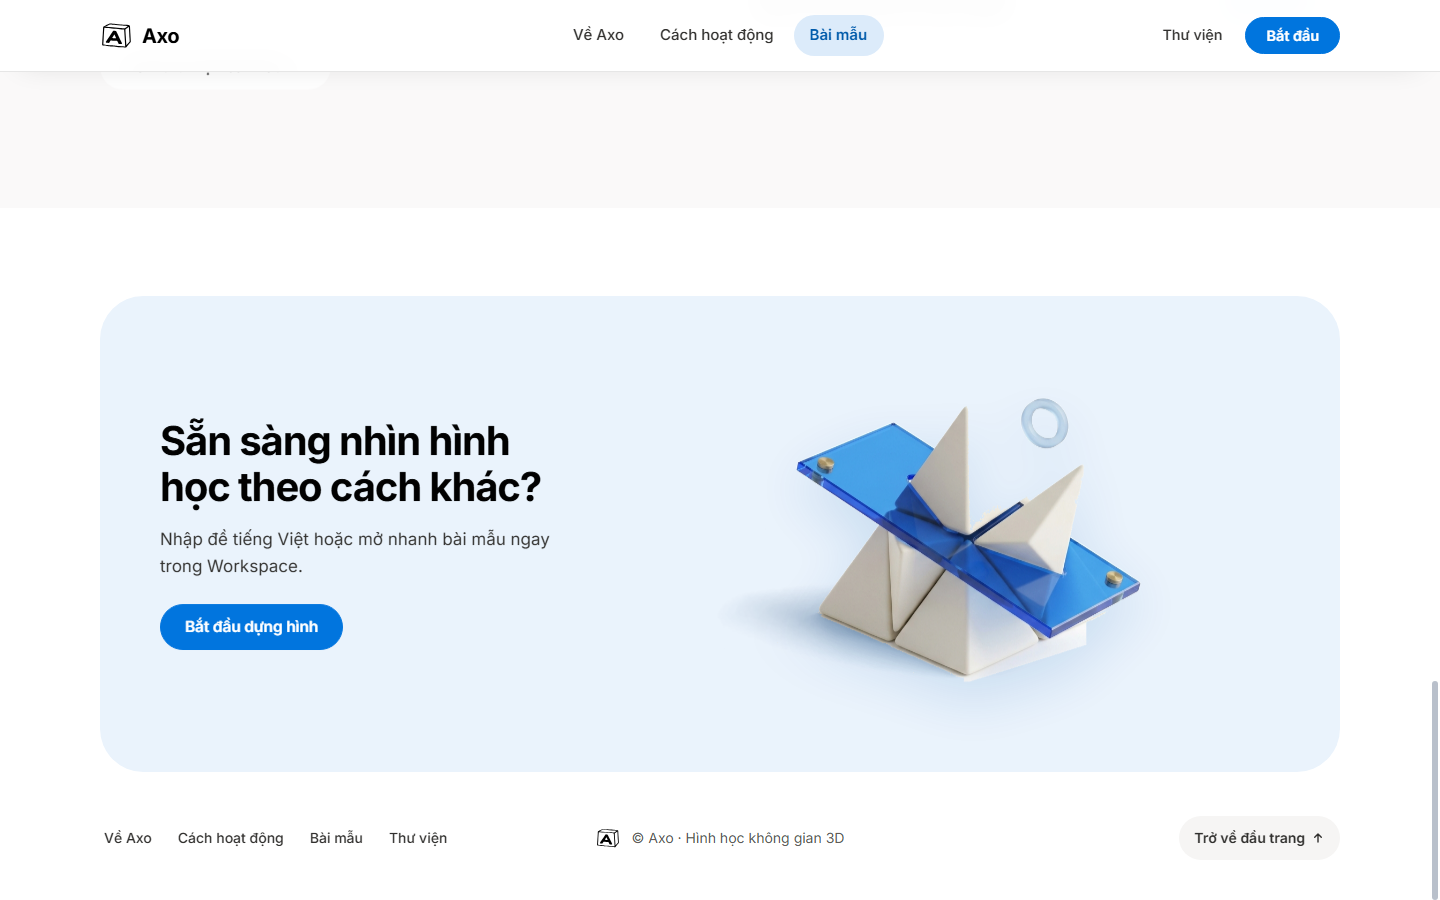 Axo
Về Axo
Cách hoạt động
Bài mẫu
Thư viện
Bắt đầu
Sẵn sàng nhìn hình
học theo cách khác?
Nhập đề tiếng Việt hoặc mở nhanh bài mẫu ngay
trong Workspace.
Bắt đầu dựng hình
Về Axo
Cách hoạt động
Bài mẫu
Thư viện
© Axo · Hình học không gian 3D
Trở về đầu trang ↑